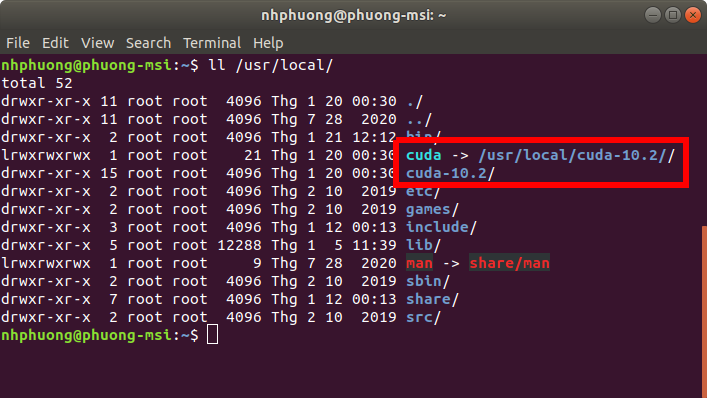 nhphuong@phuong-msi: ~
File Edit View Search Terminal Help
nhphuong@phuong-msi:~$ ll /usr/local/
total 52
drwxr-xr-x 11 root root  4096 Thg 1 20 00:30 ./
drwxr-xr-x 11 root root  4096 Thg 7 28  2020 ../
drwxr-xr-x  2 root root  4096 Thg 1 21 12:12 bin/
lrwxrwxrwx  1 root root    21 Thg 1 20 00:30 cuda -> /usr/local/cuda-10.2//
drwxr-xr-x 15 root root  4096 Thg 1 20 00:30 cuda-10.2/
drwxr-xr-x  2 root root  4096 Thg 2 10  2019 etc/
drwxr-xr-x  2 root root  4096 Thg 2 10  2019 games/
drwxr-xr-x  3 root root  4096 Thg 1 12 00:13 include/
drwxr-xr-x  5 root root 12288 Thg 1  5 11:39 lib/
lrwxrwxrwx  1 root root     9 Thg 7 28  2020 man -> share/man
drwxr-xr-x  2 root root  4096 Thg 2 10  2019 sbin/
drwxr-xr-x  7 root root  4096 Thg 1 12 00:13 share/
drwxr-xr-x  2 root root  4096 Thg 2 10  2019 src/
nhphuong@phuong-msi:~$